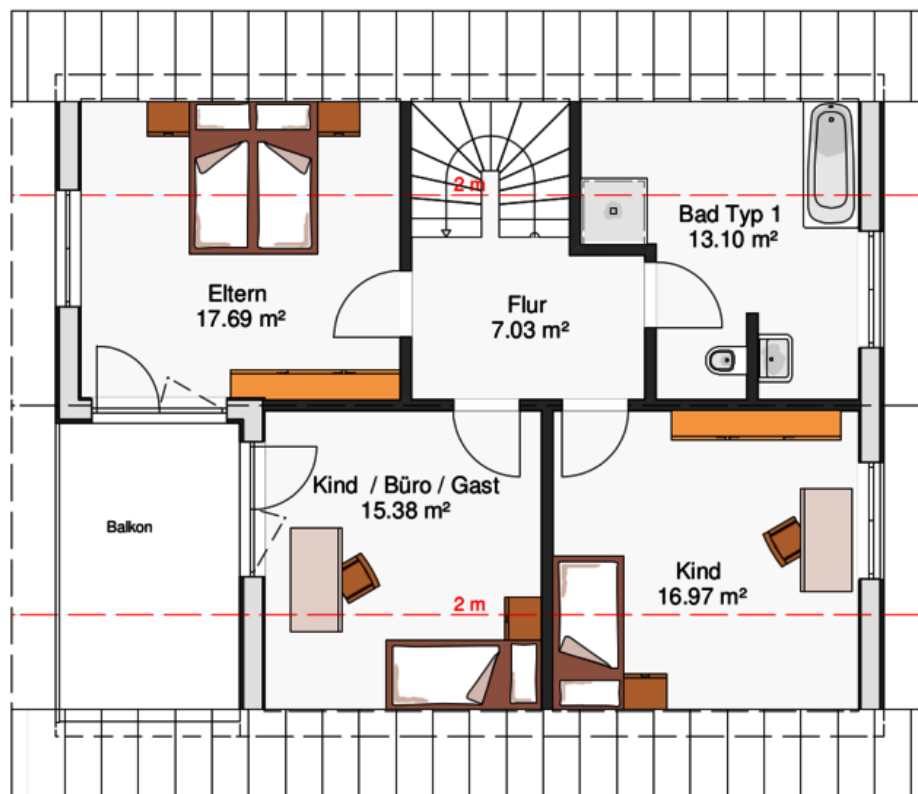 2 m
Bad Typ 1
13.10 m²
Eltern
17.69 m²
Flur
7.03 m²
Kind / Büro / Gast
15.38 m²
Balkon
Kind
16.97 m²
2 m